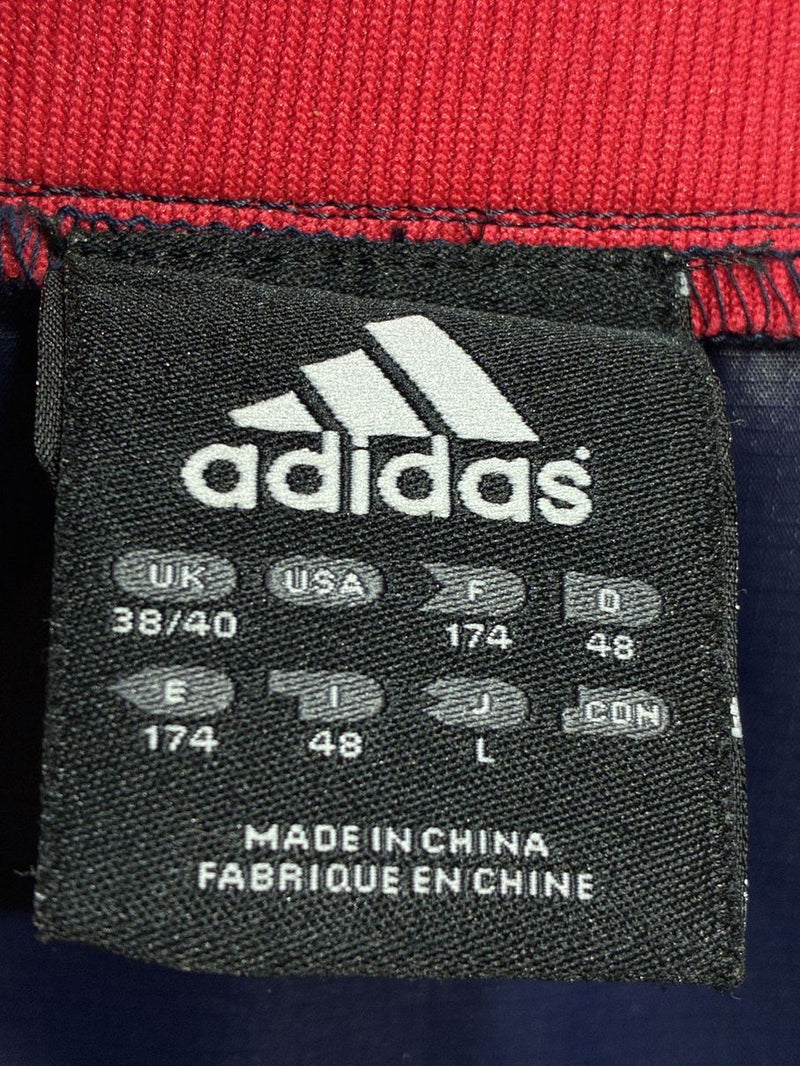 adidas
UK USA F D
38/40 174 48
E I J CON
174 48 L
MADE IN CHINA
FABRIQUE EN CHINE